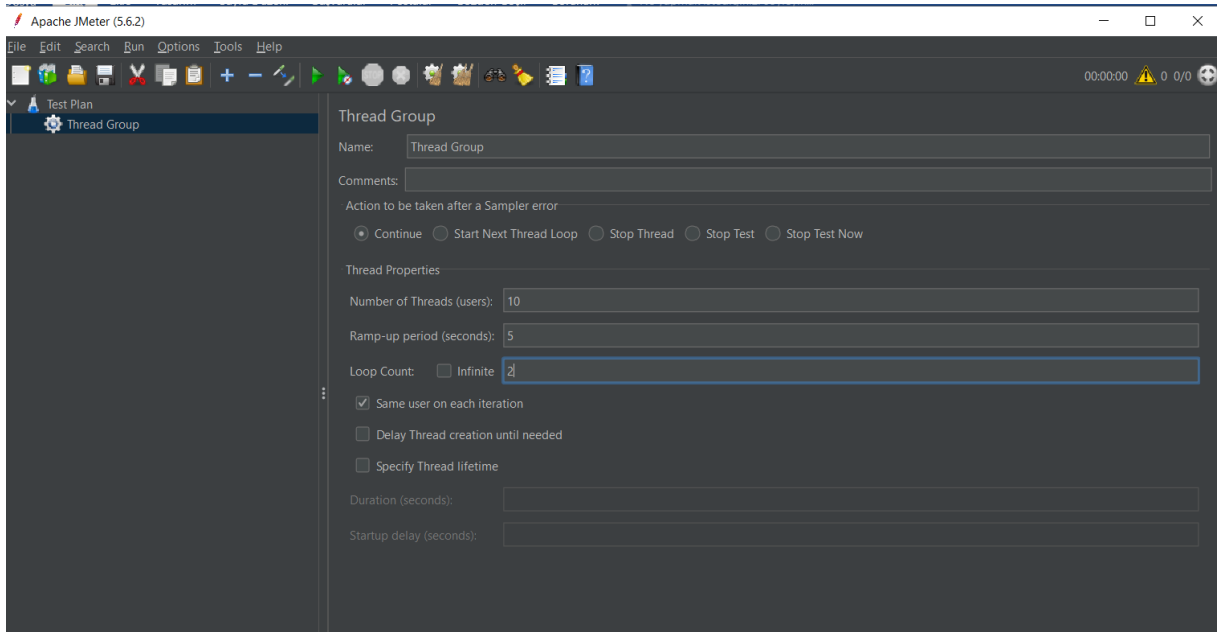 Apache JMeter (5.6.2)
File Edit Search Run Options Tools Help
00:00:00 0 0/0
Test Plan
Thread Group
Thread Group
Name: Thread Group
Comments:
Action to be taken after a Sampler error
Continue Start Next Thread Loop Stop Thread Stop Test Stop Test Now
Thread Properties
Number of Threads (users): 10
Ramp-up period (seconds): 5
Loop Count: Infinite 2
Same user on each iteration
Delay Thread creation until needed
Specify Thread lifetime
Duration (seconds):
Startup delay (seconds):